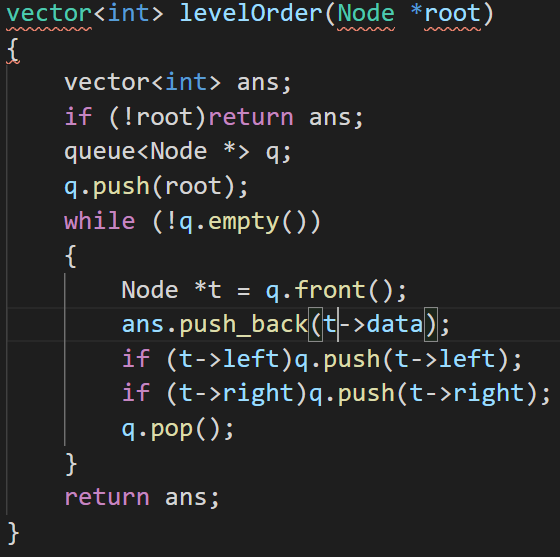 vector<int> levelOrder(Node *root)
{
    vector<int> ans;
    if (!root)return ans;
    queue<Node *> q;
    q.push(root);
    while (!q.empty())
    {
        Node *t = q.front();
        ans.push_back(t->data);
        if (t->left)q.push(t->left);
        if (t->right)q.push(t->right);
        q.pop();
    }
    return ans;
}